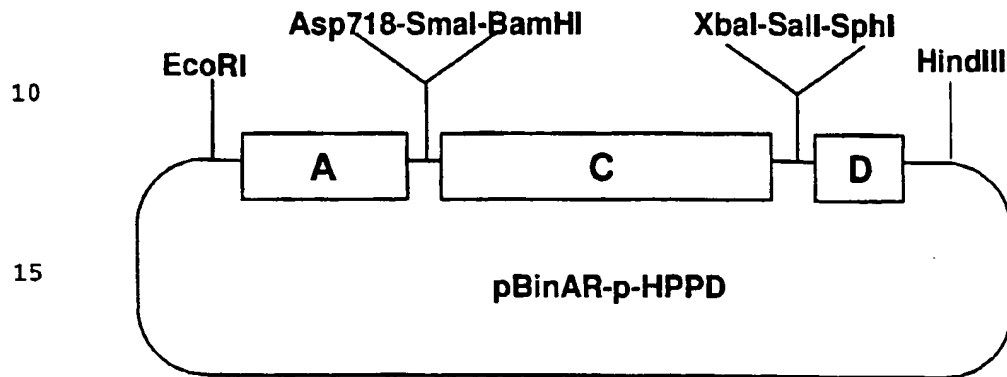 Asp718-SmaI-BamHI
XbaI-SalI-SphI
EcoRI
HindIII
10
A
C
D
15
pBinAR-p-HPPD